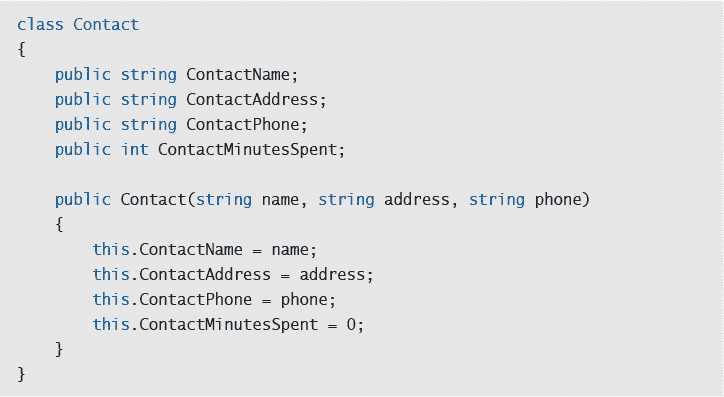 class Contact
{
    public string ContactName;
    public string ContactAddress;
    public string ContactPhone;
    public int ContactMinutesSpent;

    public Contact(string name, string address, string phone)
    {
        this.ContactName = name;
        this.ContactAddress = address;
        this.ContactPhone = phone;
        this.ContactMinutesSpent = 0;
    }
}